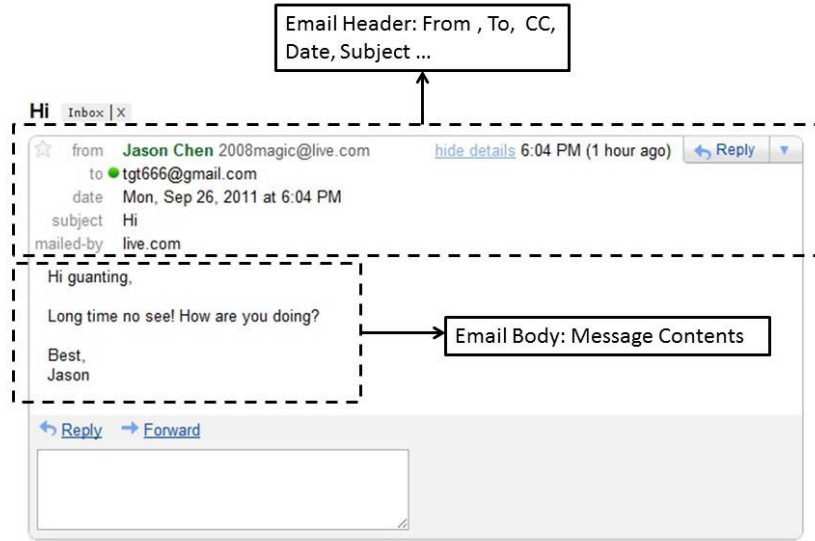 Email Header: From , To, CC,
Date, Subject ...
Hi Inbox | X
from Jason Chen 2008magic@live.com hide details 6:04 PM (1 hour ago) Reply
to tgt666@gmail.com
date Mon, Sep 26, 2011 at 6:04 PM
subject Hi
mailed-by live.com
Hi guanting,
Long time no see! How are you doing?
Email Body: Message Contents
Best,
Jason
Reply Forward